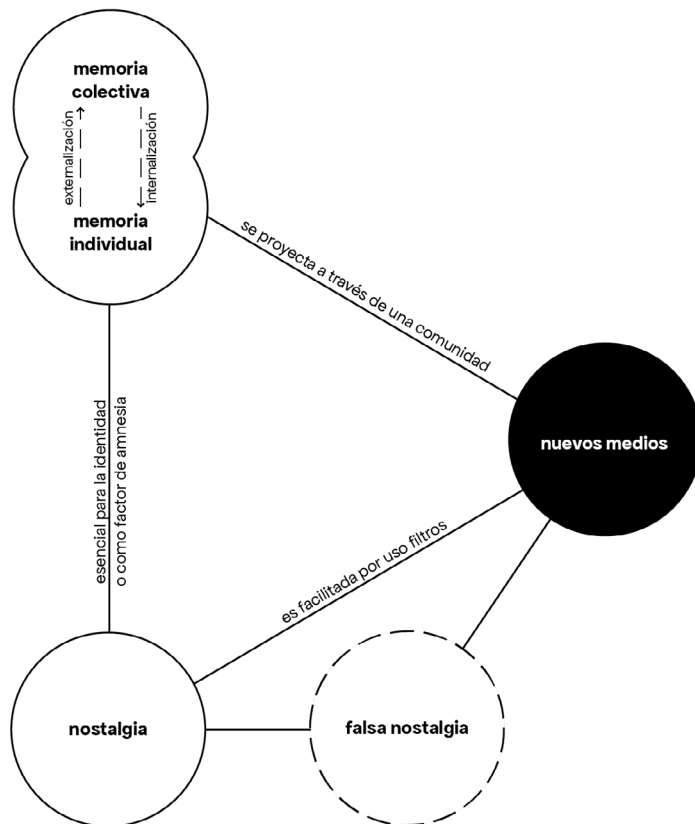 memoria
colectiva
externalización
internalización
memoria
individual
se proyecta a través de una comunidad
nuevos medios
esencial para la identidad
o como factor de amnesia
es facilitada por uso filtros
nostalgia
falsa nostalgia